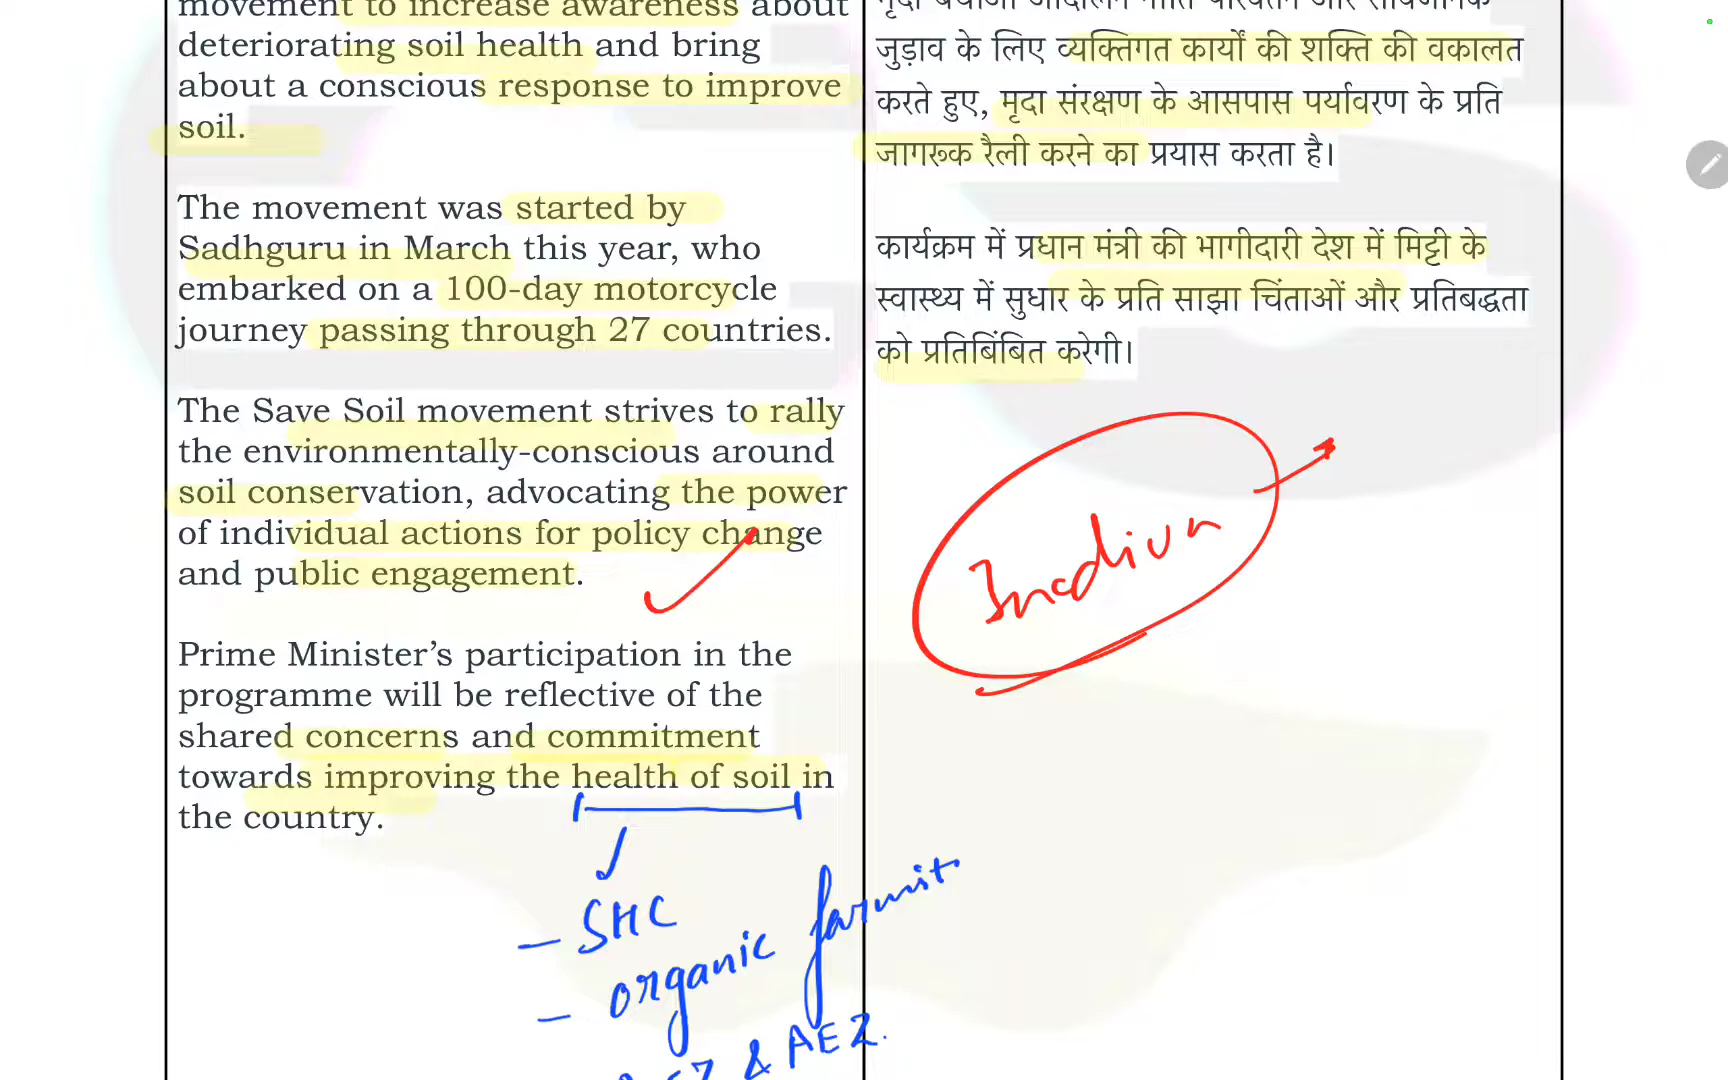 movement to increase awareness about
deteriorating soil health and bring
about a conscious response to improve
soil.
The movement was started by
Sadhguru in March this year, who
embarked on a 100-day motorcycle
journey passing through 27 countries.
The Save Soil movement strives to rally
the environmentally-conscious around
soil conservation, advocating the power
of individual actions for policy change
and public engagement.
Prime Minister’s participation in the
programme will be reflective of the
shared concerns and commitment
towards improving the health of soil in
the country.
जुड़ाव के लिए व्यक्तिगत कार्यों की शक्ति की वकालत
करते हुए, मृदा संरक्षण के आसपास पर्यावरण के प्रति
जागरूक रैली करने का प्रयास करता है।
कार्यक्रम में प्रधान मंत्री की भागीदारी देश में मिट्टी के
स्वास्थ्य में सुधार के प्रति साझा चिंताओं और प्रतिबद्धता
को प्रतिबिंबित करेगी।
- SHC
- organic
& AEZ.